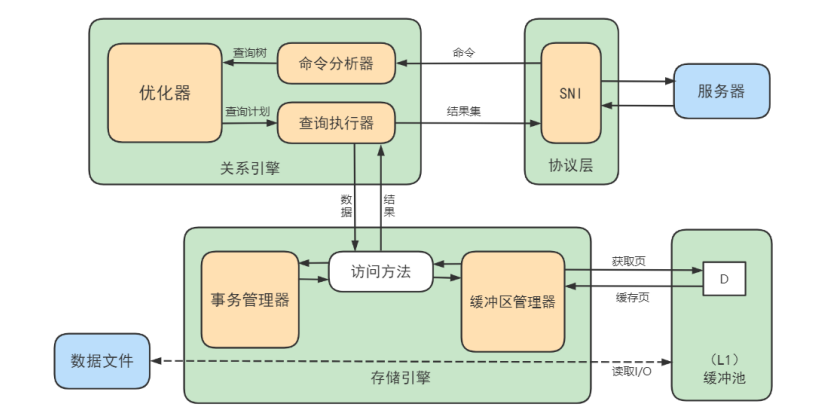 查询树
命令分析器
命令
优化器
SNI
服务器
查询计划
查询执行器
结果集
关系引擎
协议层
数据
结果
访问方法
获取页
D
事务管理器
缓冲区管理器
缓存页
数据文件
存储引擎
读取I/O
（L1）
缓冲池